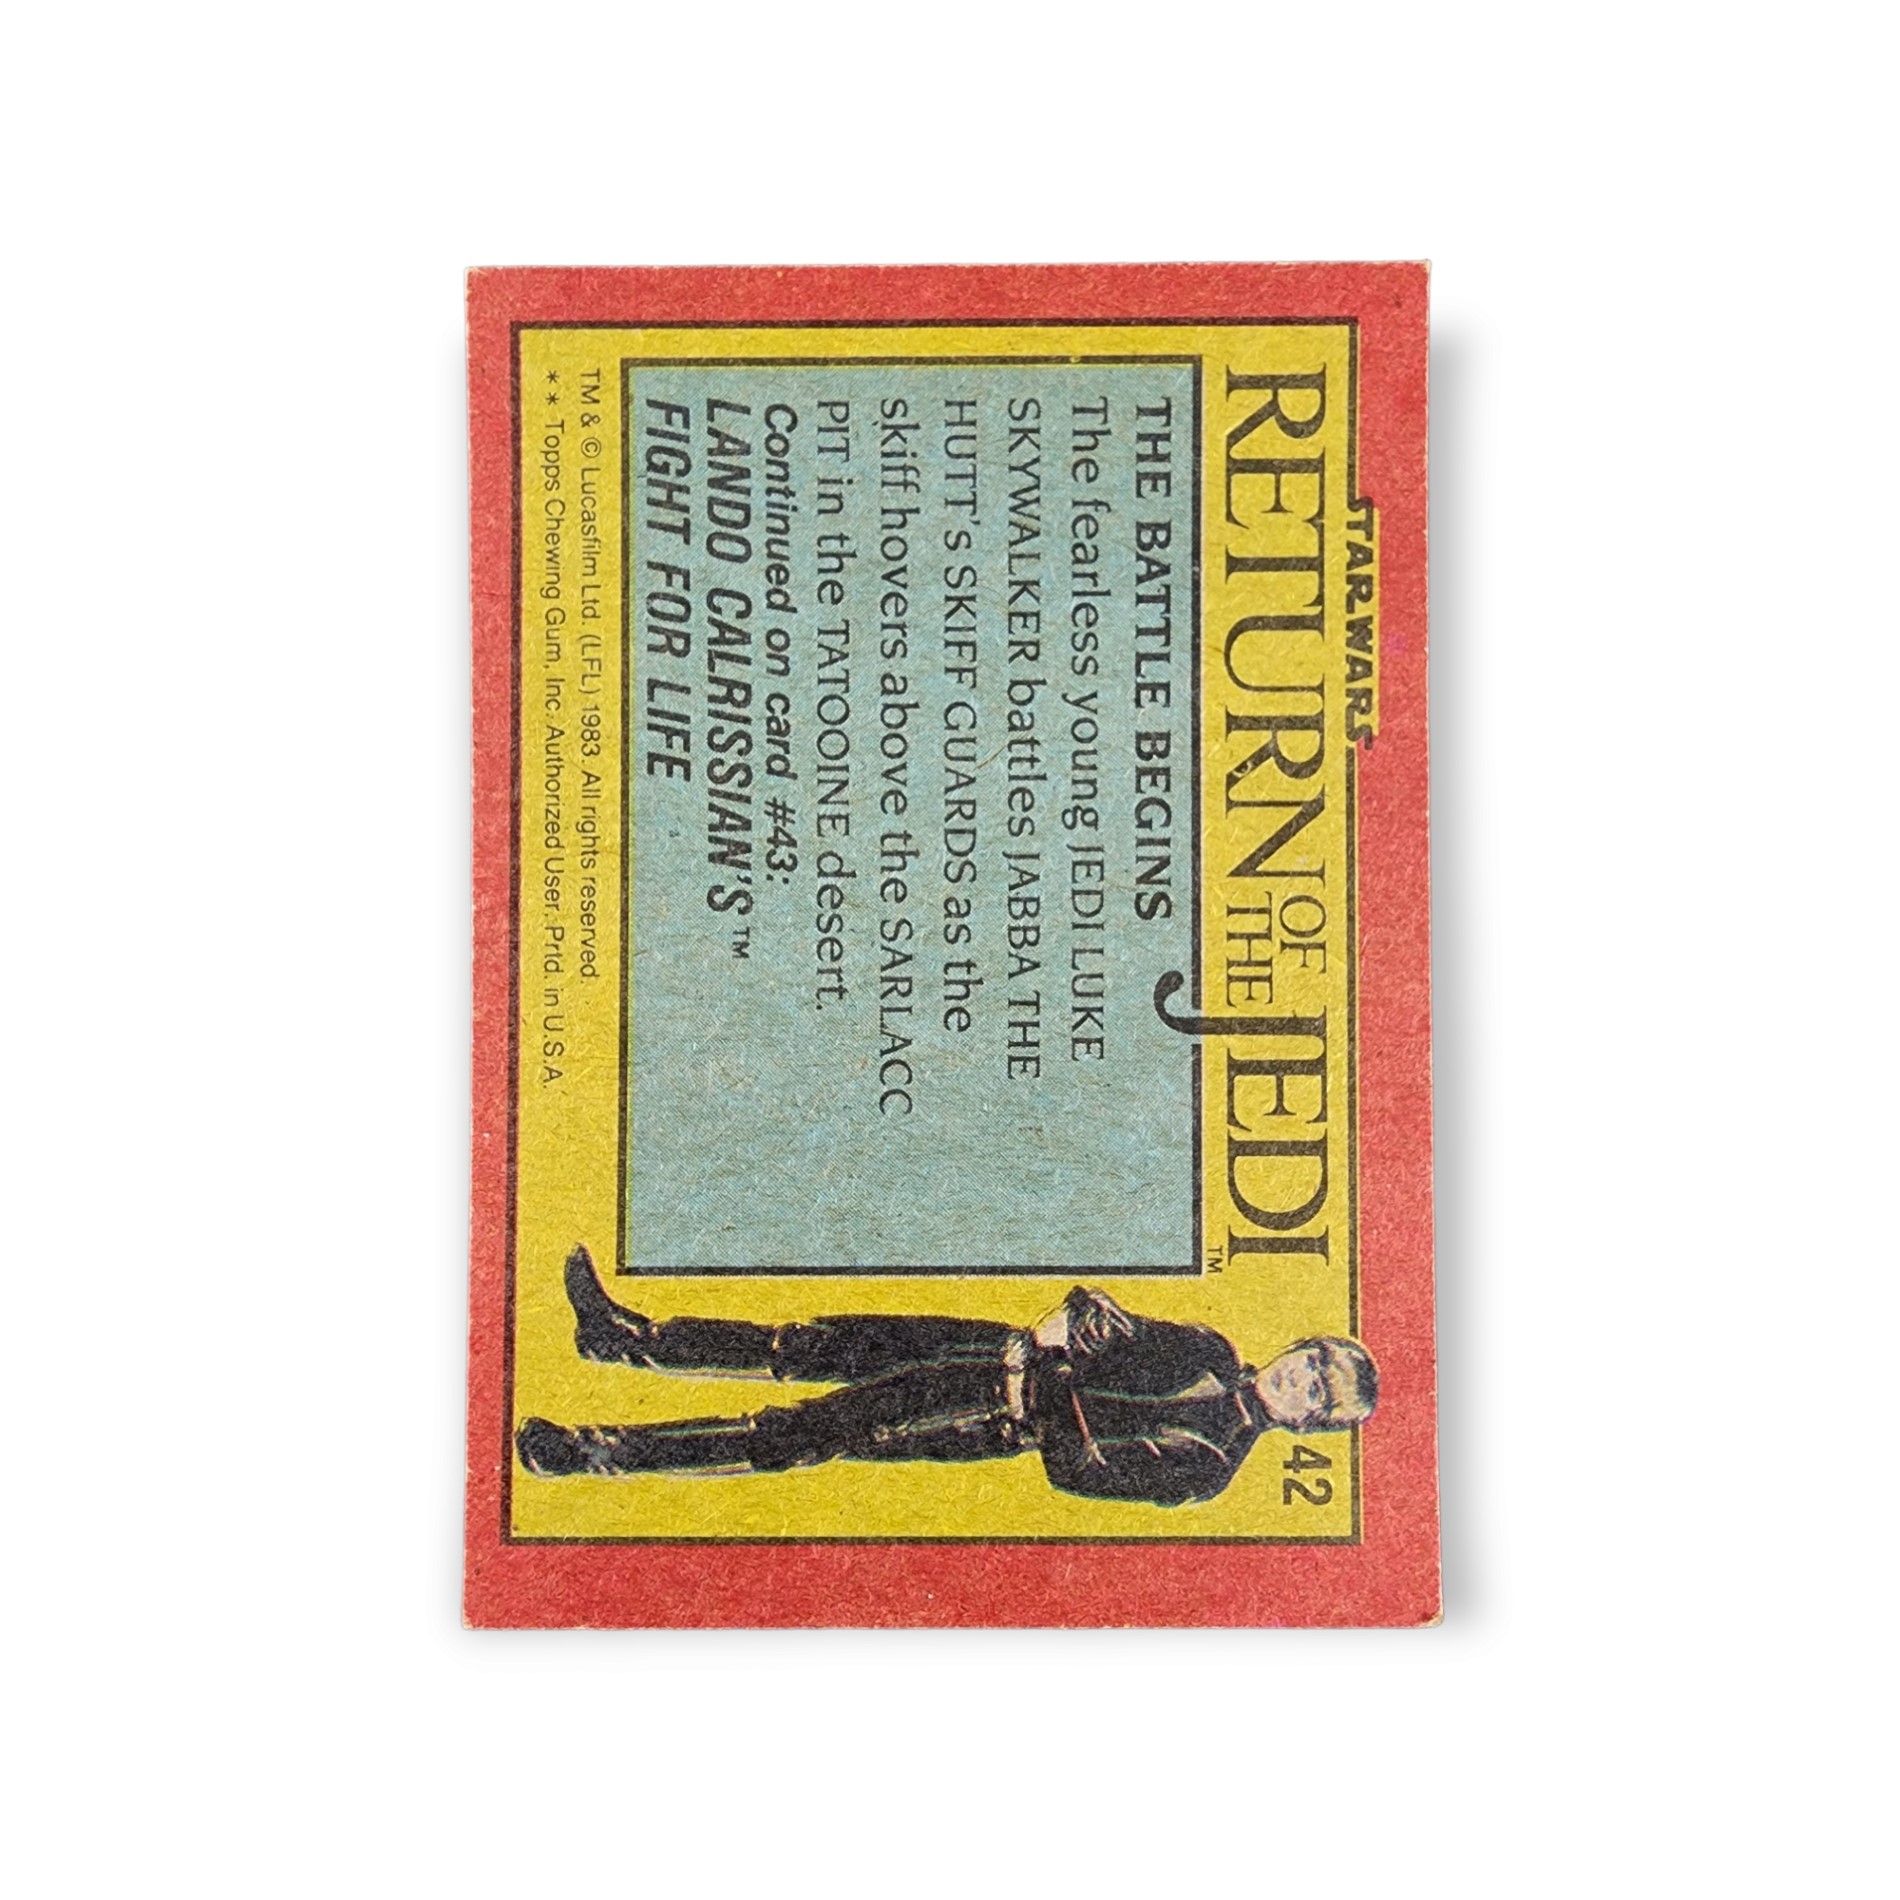 STAR WARS
RETURN OF THE JEDI TM
42
THE BATTLE BEGINS
The fearless young JEDI LUKE
SKYWALKER battles JABBA THE
HUTT's SKIFF GUARDS as the
skiff hovers above the SARLACC
PIT in the TATOOINE desert.
Continued on card #43:
LANDO CALRISSIAN'S™
FIGHT FOR LIFE
TM & © Lucasfilm Ltd. (LFL) 1983. All rights reserved.
** Topps Chewing Gum, Inc. Authorized User, Prtd. in U.S.A.